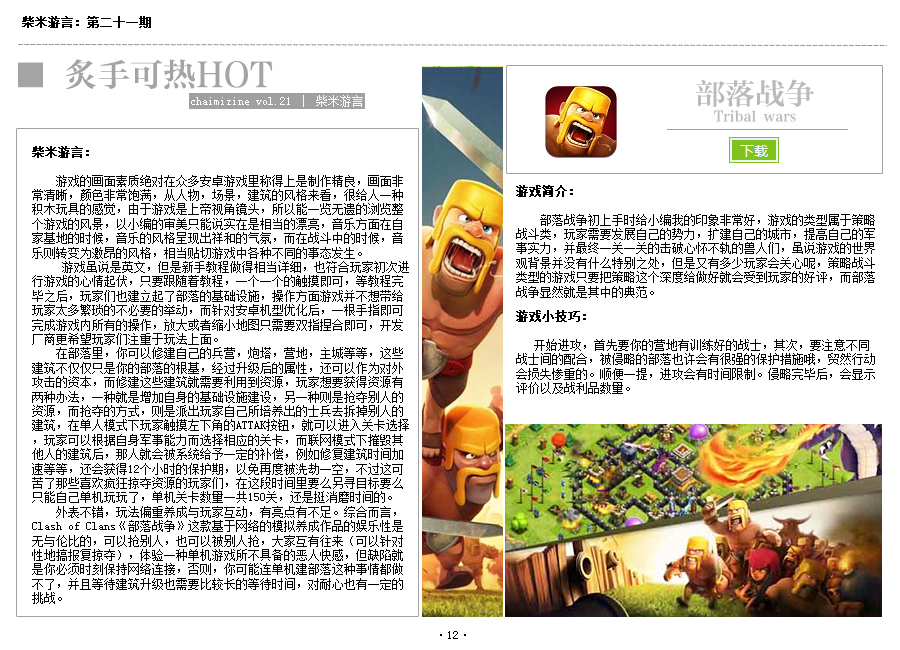 柴米游言：第二十一期
炙手可热HOT
chaimizine vol.21 ｜ 柴米游言
柴米游言：
游戏的画面素质绝对在众多安卓游戏里称得上是制作精良，画面非
常清晰，颜色非常饱满，从人物，场景，建筑的风格来看，很给人一种
积木玩具的感觉，由于游戏是上帝视角镜头，所以能一览无遗的浏览整
个游戏的风景，以小编的审美只能说实在是相当的漂亮，音乐方面在自
家基地的时候，音乐的风格呈现出祥和的气氛，而在战斗中的时候，音
乐则转变为激昂的风格，相当贴切游戏中各种不同的事态发生。
游戏虽说是英文，但是新手教程做得相当详细，也符合玩家初次进
行游戏的心情起伏，只要跟随着教程，一个一个的触摸即可，等教程完
毕之后，玩家们也建立起了部落的基础设施，操作方面游戏并不想带给
玩家太多繁琐的不必要的举动，而针对安卓机型优化后，一根手指即可
完成游戏内所有的操作，放大或者缩小地图只需要双指捏合即可，开发
厂商更希望玩家们注重于玩法上面。
在部落里，你可以修建自己的兵营，炮塔，营地，主城等等，这些
建筑不仅仅只是你的部落的根基，经过升级后的属性，还可以作为对外
攻击的资本，而修建这些建筑就需要利用到资源，玩家想要获得资源有
两种办法，一种就是增加自身的基础设施建设，另一种则是抢夺别人的
资源，而抢夺的方式，则是派出玩家自己所培养出的士兵去拆掉别人的
建筑，在单人模式下玩家触摸左下角的ATTAK按钮，就可以进入关卡选择
，玩家可以根据自身军事能力而选择相应的关卡，而联网模式下摧毁其
他人的建筑后，那人就会被系统给予一定的补偿，例如修复建筑时间加
速等等，还会获得12个小时的保护期，以免再度被洗劫一空，不过这可
苦了那些喜欢疯狂掠夺资源的玩家们，在这段时间里要么另寻目标要么
只能自己单机玩玩了，单机关卡数量一共150关，还是挺消磨时间的。
外表不错，玩法偏重养成与玩家互动，有亮点有不足。综合而言，
Clash of Clans《部落战争》这款基于网络的模拟养成作品的娱乐性是
无与伦比的，可以抢别人，也可以被别人抢，大家互有往来（可以针对
性地搞报复掠夺），体验一种单机游戏所不具备的恶人快感，但缺陷就
是你必须时刻保持网络连接，否则，你可能连单机建部落这种事情都做
不了，并且等待建筑升级也需要比较长的等待时间，对耐心也有一定的
挑战。
部落战争
Tribal wars
下载
游戏简介：
部落战争初上手时给小编我的印象非常好，游戏的类型属于策略
战斗类，玩家需要发展自己的势力，扩建自己的城市，提高自己的军
事实力，并最终一关一关的击破心怀不轨的兽人们，虽说游戏的世界
观背景并没有什么特别之处，但是又有多少玩家会关心呢，策略战斗
类型的游戏只要把策略这个深度给做好就会受到玩家的好评，而部落
战争显然就是其中的典范。
游戏小技巧：
开始进攻，首先要你的营地有训练好的战士，其次，要注意不同
战士间的配合，被侵略的部落也许会有很强的保护措施哦，贸然行动
会损失惨重的。顺便一提，进攻会有时间限制。侵略完毕后，会显示
评价以及战利品数量。
· 12 ·